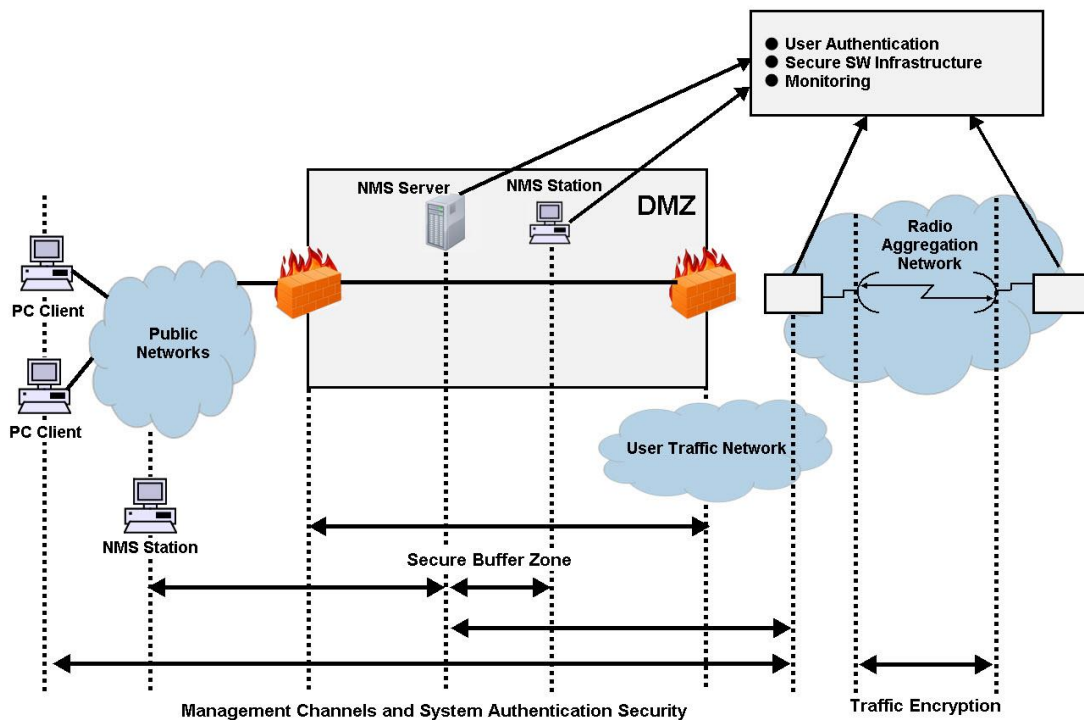 ● User Authentication
● Secure SW Infrastructure
● Monitoring
NMS Server
NMS Station
DMZ
Radio
Aggregation
Network
PC Client
Public
Networks
PC Client
User Traffic Network
NMS Station
Secure Buffer Zone
Management Channels and System Authentication Security
Traffic Encryption